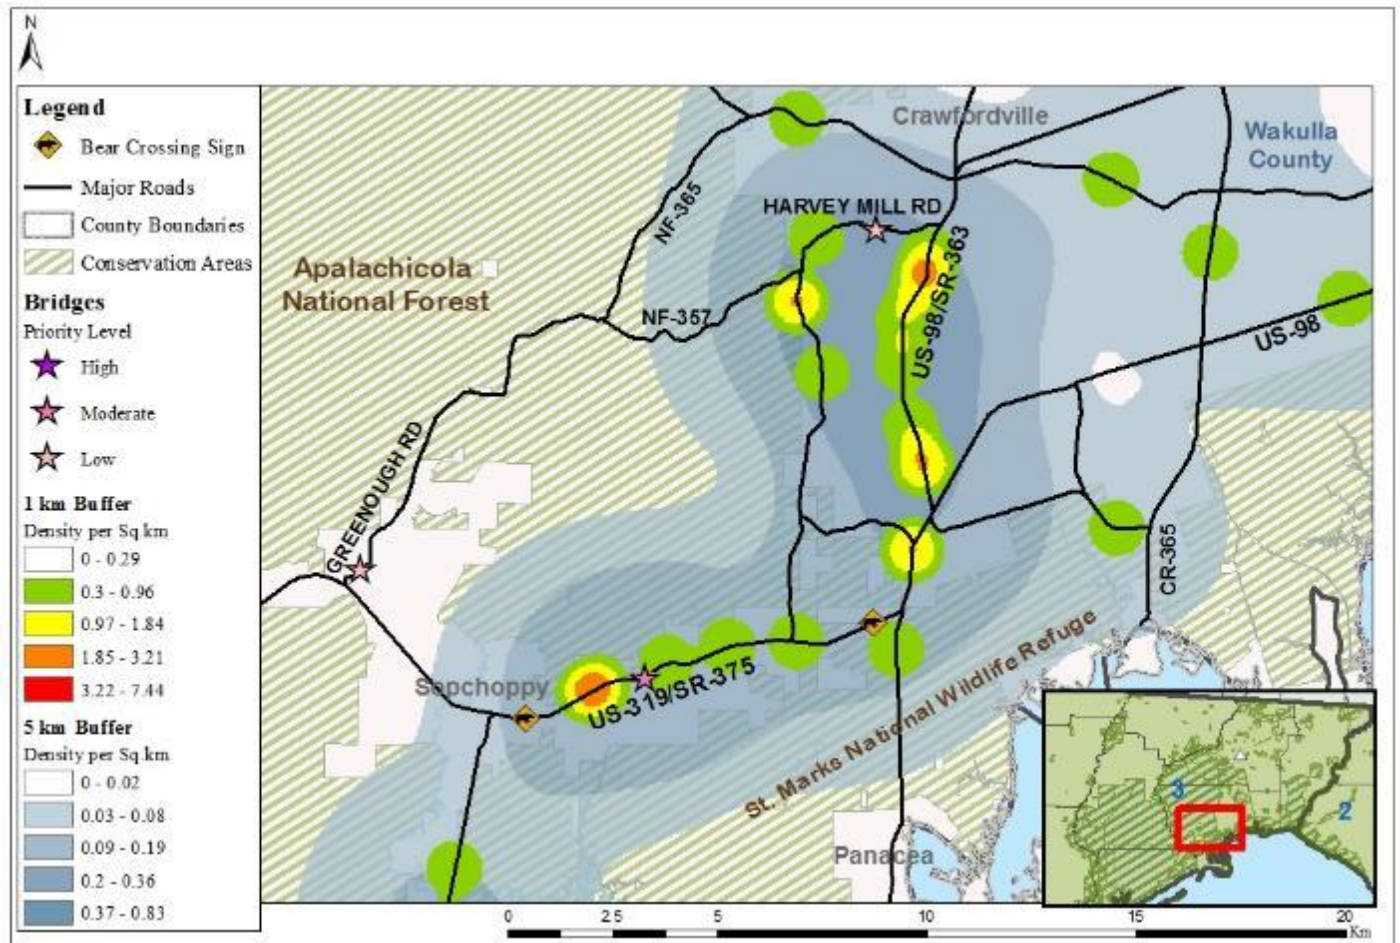 N
Legend
Bear Crossing Sign
Major Roads
County Boundaries
Conservation Areas
Bridges
Priority Level
High
Moderate
Low
1 km Buffer
Density per Sq.km
0 - 0.29
0.3 - 0.96
0.97 - 1.84
1.85 - 3.21
3.22 - 7.44
5 km Buffer
Density per Sq.km
0 - 0.02
0.03 - 0.08
0.09 - 0.19
0.2 - 0.36
0.37 - 0.83
Crawfordville
Wakulla
County
NF-365
HARVEY MILL RD
US-98/SR-363
Apalachicola
National Forest
NF-357
US-98
GREENOUGH RD
CR-365
Sopchoppy
US-319/SR-375
St. Marks National Wildlife Refuge
Panacea
3
2
0 2.5 5 10 15 20
Km